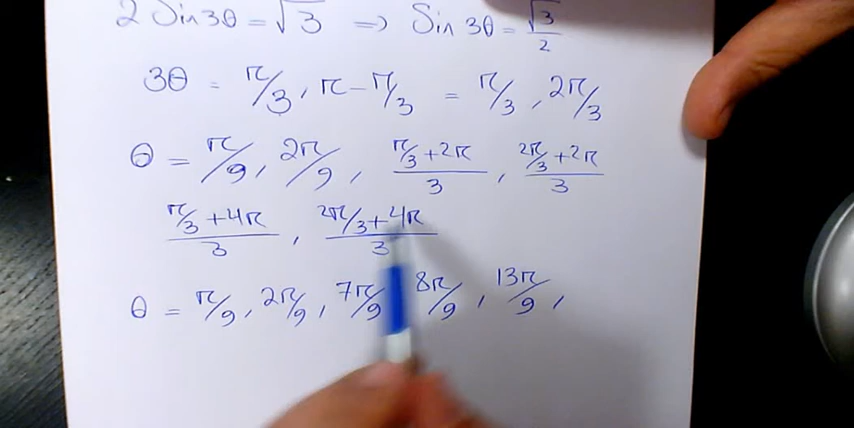 2 Sin 3θ = √3 => Sin 3θ = √3/2
3θ = π/3, π - π/3 = π/3, 2π/3
θ = π/9, 2π/9, (π/3 + 2π)/3, (2π/3 + 2π)/3
(π/3 + 4π)/3, (2π/3 + 4π)/3
θ = π/9, 2π/9, 7π/9 8π/9, 13π/9,